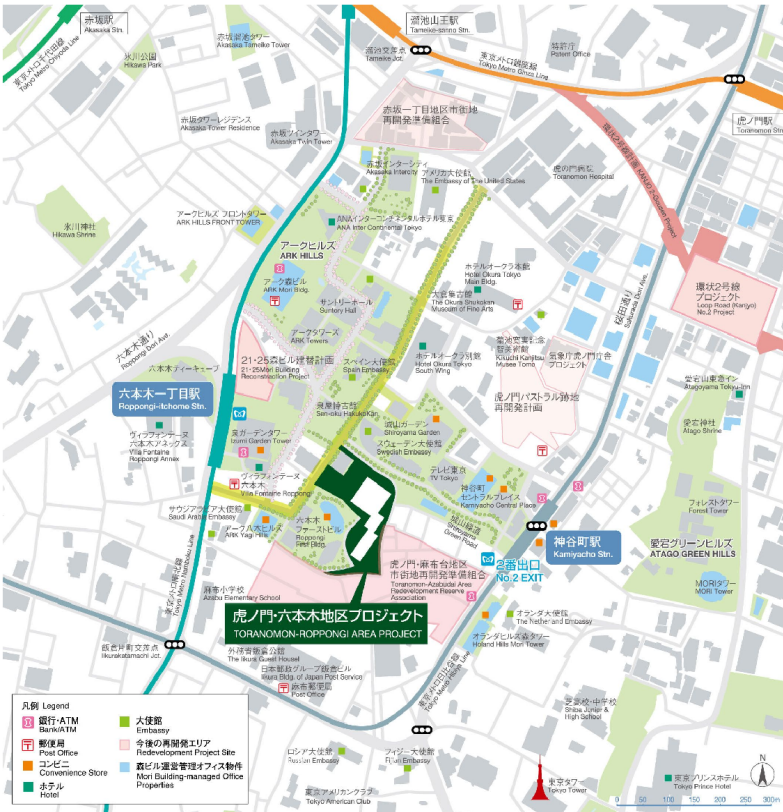 赤坂駅
Akasaka Stn.
溜池山王駅
Tameike-sanno Stn.
東京メトロ千代田線
Tokyo Metro Chiyoda Line
氷川公園
Hikawa Park
赤坂溜池タワー
Akasaka Tameike Tower
溜池交差点
Tameike Jct.
東京メトロ銀座線
Tokyo Metro Ginza Line
特許庁
Patent Office
虎ノ門駅
Toranomon Stn
赤坂一丁目地区市街地
再開発準備組合
赤坂タワーレジデンス
Akasaka Tower Residence
赤坂ツインタワー
Akasaka Twin Tower
赤坂インターシティ
Akasaka Intercity
アメリカ大使館
The Embassy of The United States
虎の門病院
Toranomon Hospital
氷川神社
Hikawa Shrine
アークヒルズ フロントタワー
ARK HILLS FRONT TOWER
ANAインターコンチネンタルホテル東京
ANA Inter Continental Tokyo
アークヒルズ
ARK HILLS
アーク森ビル
ARK Mori Bldg.
サントリーホール
Suntory Hall
アークタワーズ
ARK Towers
ホテルオークラ本館
Hotel Okura Tokyo
Main Bldg.
大倉集古館
The Okura Shukokan
Museum of Fine Arts
桜田通り
Sakurada Dori Ave.
環状2号線
プロジェクト
Loop Road (Kanjyo)
No.2 Project
六本木通り
Roppongi Dori Ave.
21・25森ビル建替計画
21・25Mori Building
Reconstruction Project
スペイン大使館
Spain Embassy
ホテルオークラ別館
Hotel Okura Tokyo
South Wing
菊池寛実記念
智美術館
Kikuchi Kanjitsu
Musee Tomo
気象庁虎ノ門庁舎
プロジェクト
虎ノ門パストラル跡地
再開発計画
愛宕山東急イン
Atagoyama Tokyu-Inn
愛宕神社
Atago Shrine
六本木ティーキューブ
六本木一丁目駅
Roppongi-itchome Stn.
泉屋博古館
Sen-oku Hakuko Kan
城山ガーデン
Shiroyama Garden
スウェーデン大使館
Swedish Embassy
ヴィラフォンテーヌ
六本木アネックス
Villa Fontaine
Roppongi Annex
泉ガーデンタワー
Izumi Garden Tower
ヴィラフォンテーヌ
六本木
Villa Fontaine Roppongi
テレビ東京
TV Tokyo
神谷町
セントラルプレイス
Kamiyacho Central Place
フォレストタワー
Forest Tower
サウジアラビア大使館
Saudi Arabia Embassy
アーク八木ヒルズ
ARK Yagi Hills
六本木
ファーストビル
Roppongi
First Bldg.
城山緑道
Shiroyama
Green Road
神谷町駅
Kamiyacho Stn.
愛宕グリーンヒルズ
ATAGO GREEN HILLS
2番出口
No.2 EXIT
MORIタワー
MORI Tower
虎ノ門・麻布台地区
市街地再開発準備組合
Toranomon-Azabudai Area
Redevelopment Reserve
Association
東京メトロ南北線
Tokyo Metro Namboku Line
麻布小学校
Azabu Elementary School
虎ノ門・六本木地区プロジェクト
TORANOMON-ROPPONGI AREA PROJECT
オランダ大使館
The Netherland Embassy
オランダヒルズ森タワー
Holand Hills Mori Tower
飯倉片町交差点
Iikurakatamachi Jct.
外務省飯倉公館
The Iikura Guest Housel
日本郵政グループ飯倉ビル
Iikura Bldg. of Japan Post Service
麻布郵便局
Post Office
東京メトロ日比谷線
Tokyo Metro Hibiya Line
芝高校・中学校
Shiba Junior &
High School
ロシア大使館
Russian Embassy
フィジー大使館
Fijian Embassy
東京アメリカンクラブ
Tokyo American Club
東京タワー
Tokyo Tower
東京プリンスホテル
Tokyo Prince Hotel
凡例 Legend
銀行・ATM
Bank/ATM
郵便局
Post Office
コンビニ
Convenience Store
ホテル
Hotel
大使館
Embassy
今後の再開発エリア
Redevelopment Project Site
森ビル運営管理オフィス物件
Mori Building-managed Office
Properties
N
0 50 100 150 200 250 300m